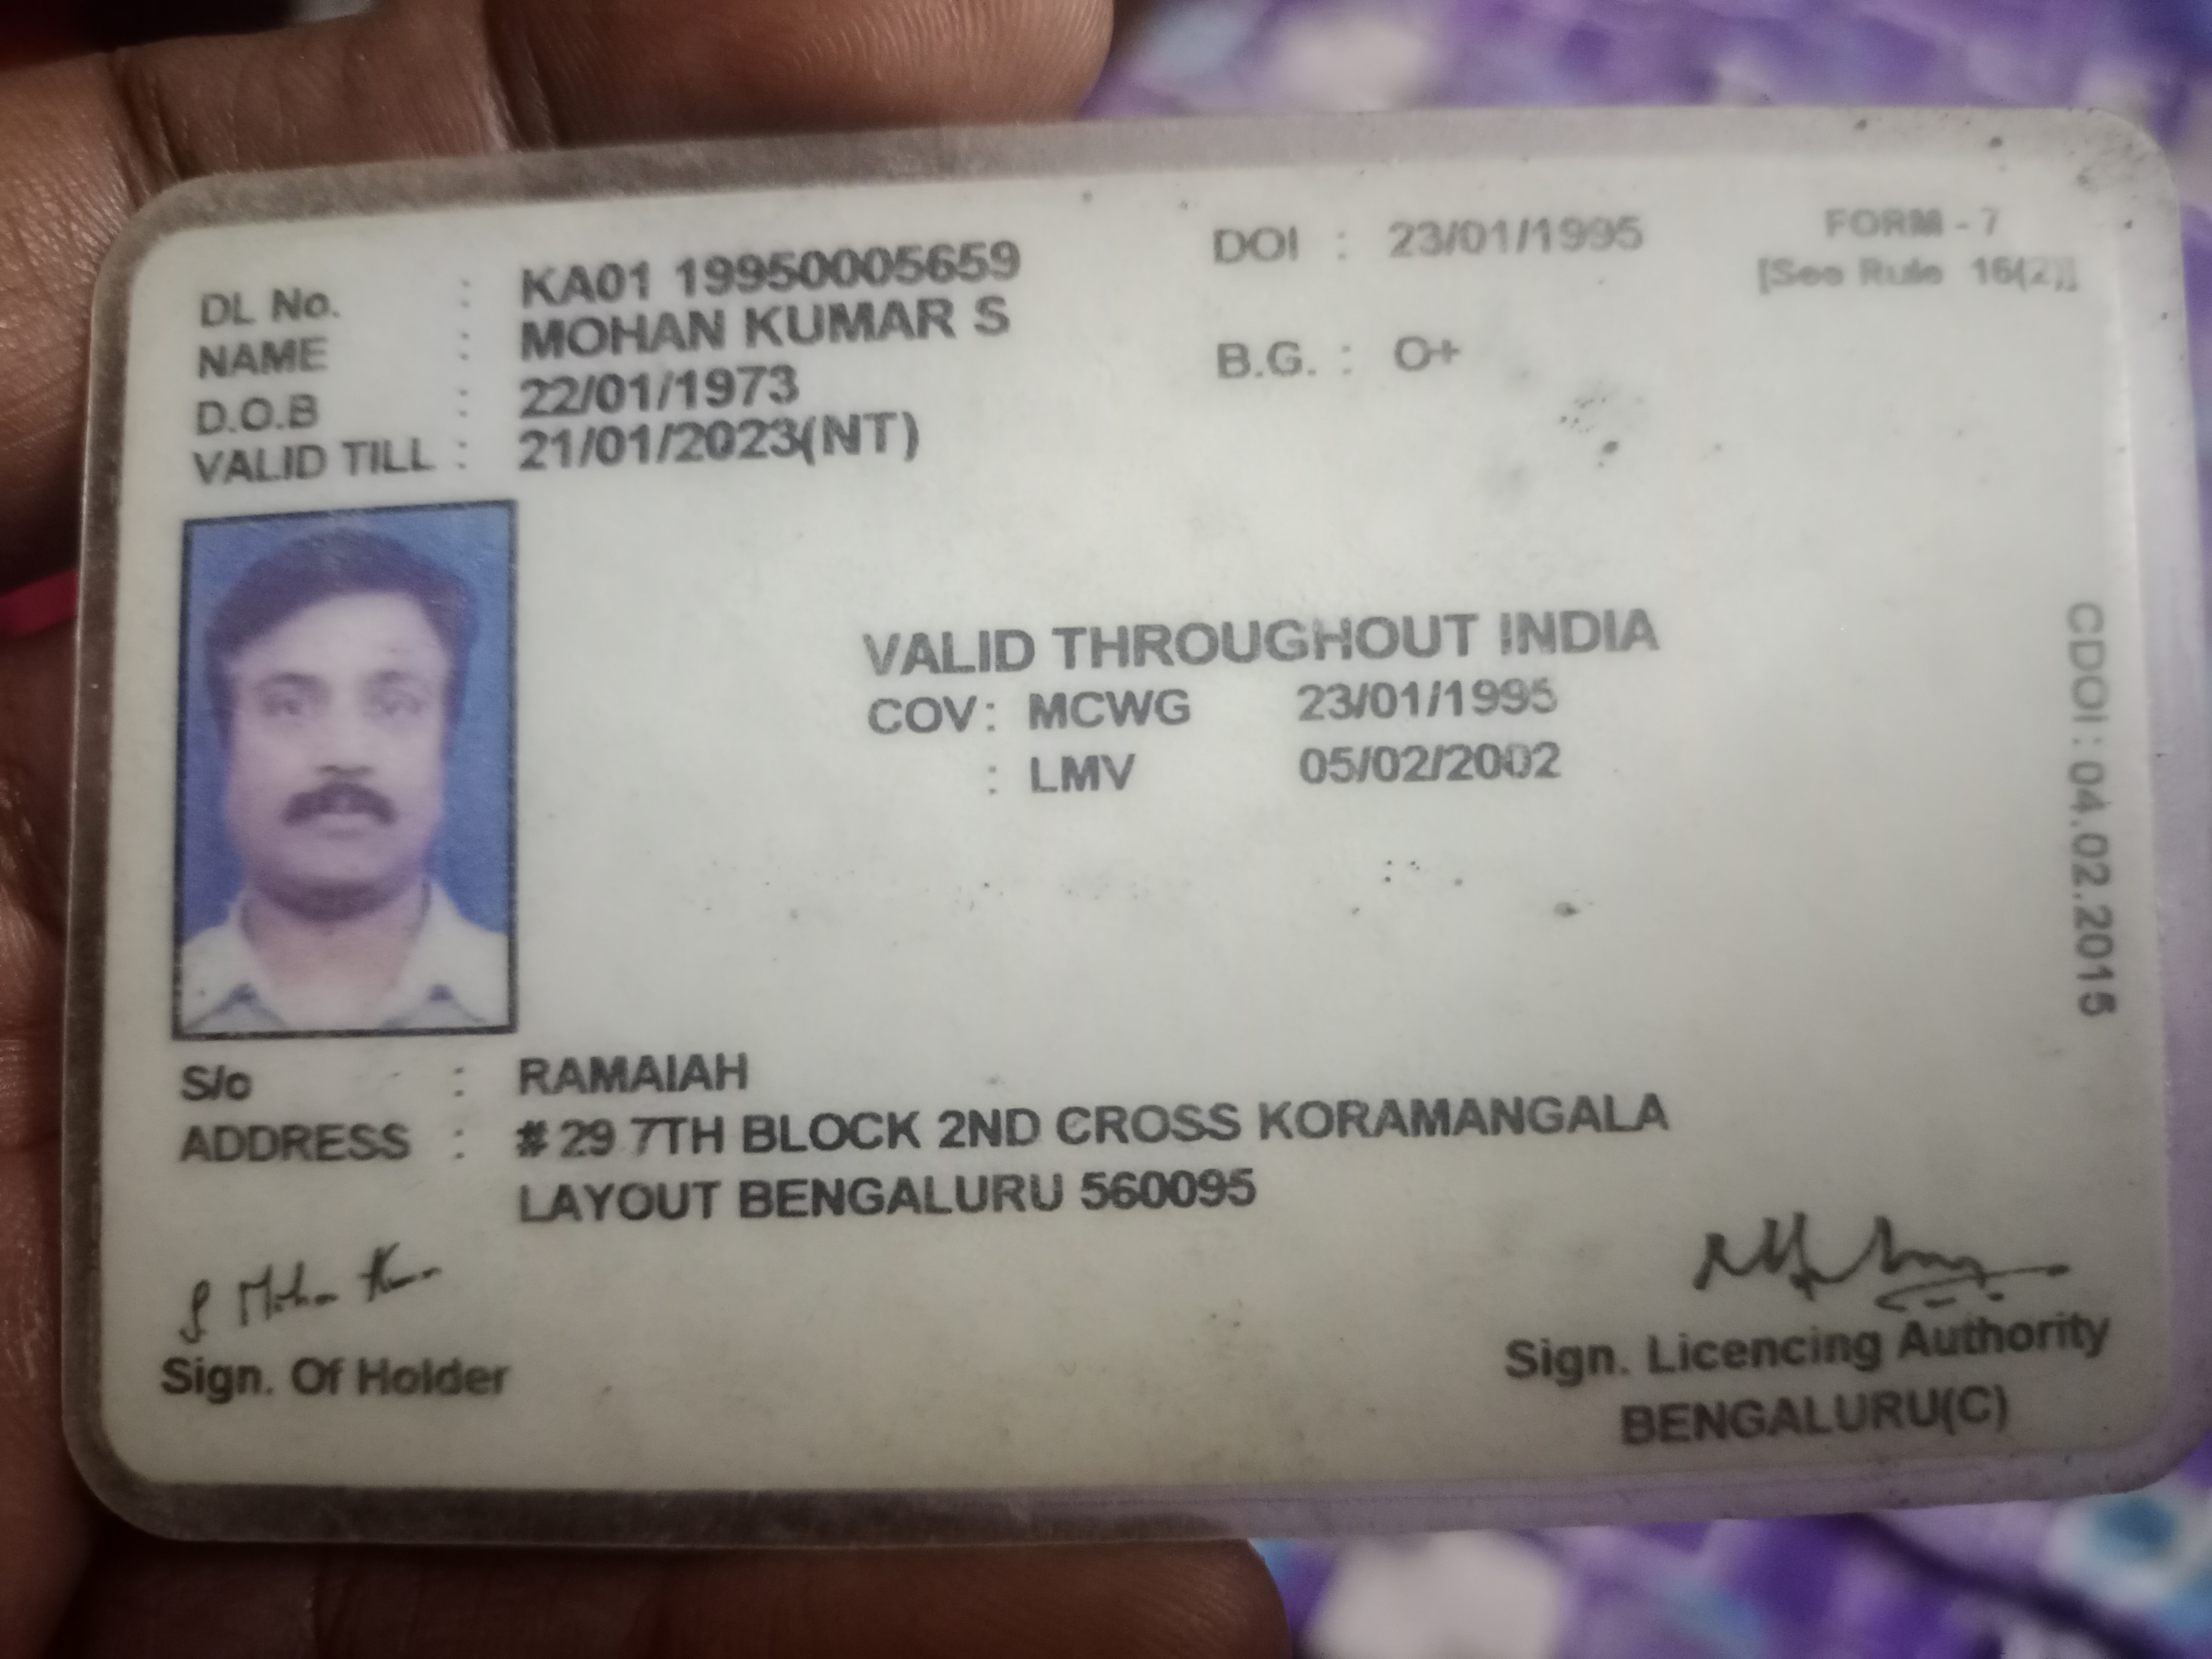 DL No. : KA01 19950005659
NAME : MOHAN KUMAR S
D.O.B : 22/01/1973
VALID TILL : 21/01/2023(NT)
DOI : 23/01/1995
B.G. : O+
FORM - 7
[See Rule 16(2)]
VALID THROUGHOUT INDIA
COV: MCWG 23/01/1995
: LMV 05/02/2002
CDOI : 04.02.2015
S/o : RAMAIAH
ADDRESS : # 29 7TH BLOCK 2ND CROSS KORAMANGALA
LAYOUT BENGALURU 560095
S Mohan Kumar
Sign. Of Holder
Sign. Licencing Authority
BENGALURU(C)